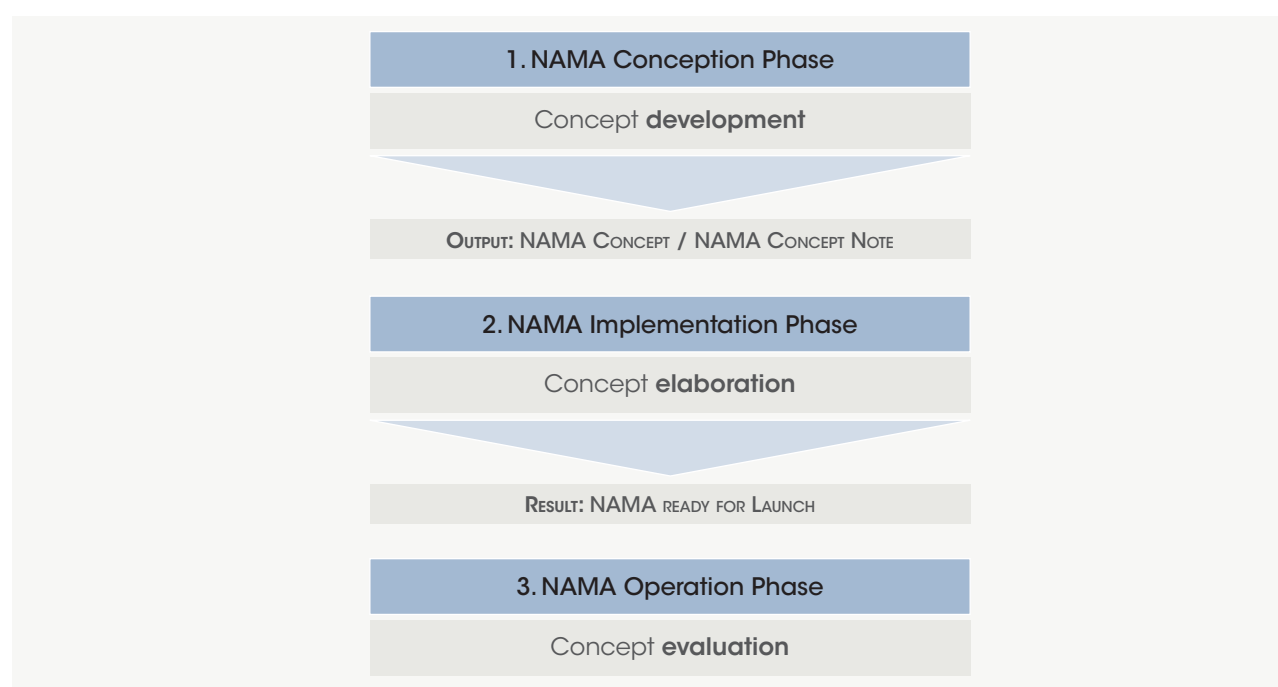 1. NAMA Conception Phase
Concept development
Output: NAMA Concept / NAMA Concept Note
2. NAMA Implementation Phase
Concept elaboration
Result: NAMA ready for Launch
3. NAMA Operation Phase
Concept evaluation